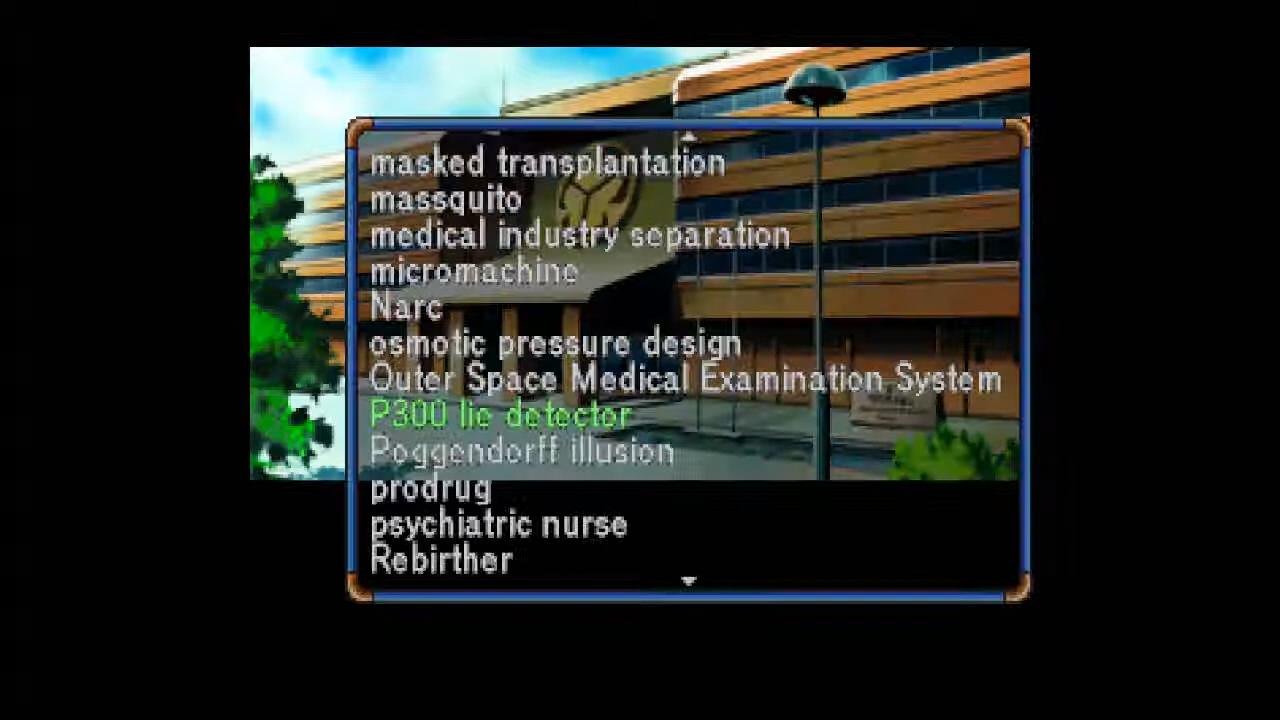 masked transplantation
massquito
medical industry separation
micromachine
Narc
osmotic pressure design
Outer Space Medical Examination System
P300 lie detector
Poggendorff illusion
prodrug
psychiatric nurse
Rebirther